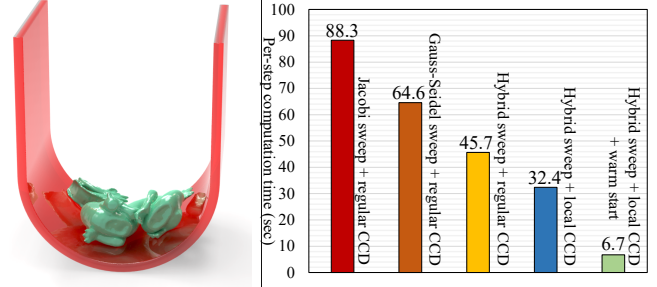 Per-step computation time (sec)
100
90
80
70
60
50
40
30
20
10
0
88.3
Jacobi sweep + regular CCD
64.6
Gauss-Seidel sweep + regular CCD
45.7
Hybrid sweep + regular CCD
32.4
Hybrid sweep + local CCD
6.7
Hybrid sweep + local CCD
+ warm start